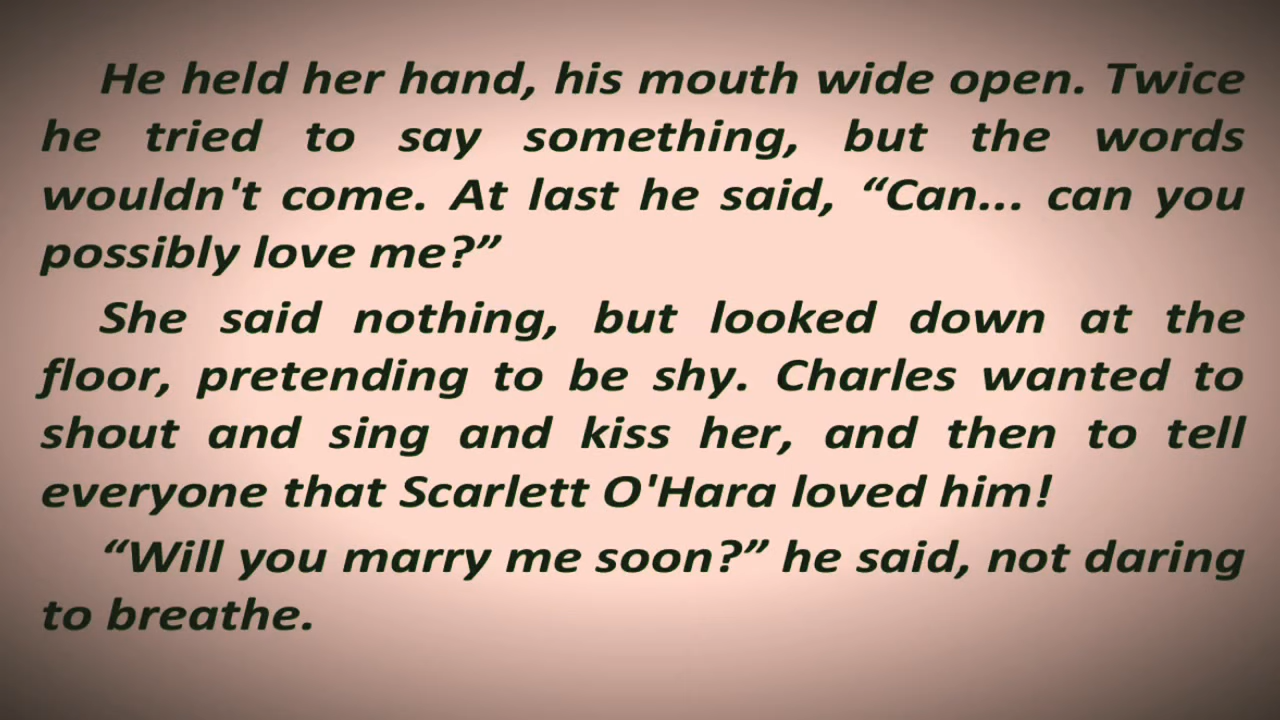 He held her hand, his mouth wide open. Twice
he tried to say something, but the words
wouldn't come. At last he said, “Can... can you
possibly love me?”
She said nothing, but looked down at the
floor, pretending to be shy. Charles wanted to
shout and sing and kiss her, and then to tell
everyone that Scarlett O'Hara loved him!
“Will you marry me soon?” he said, not daring
to breathe.